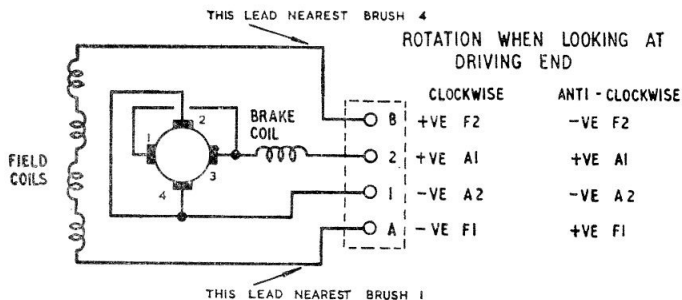 THIS LEAD NEAREST BRUSH 4
ROTATION WHEN LOOKING AT
DRIVING END
CLOCKWISE ANTI-CLOCKWISE
BRAKE
COIL
FIELD
COILS
1
2
3
4
B +VE F2 -VE F2
2 +VE A1 +VE A1
1 -VE A2 -VE A2
A -VE F1 +VE F1
THIS LEAD NEAREST BRUSH 1